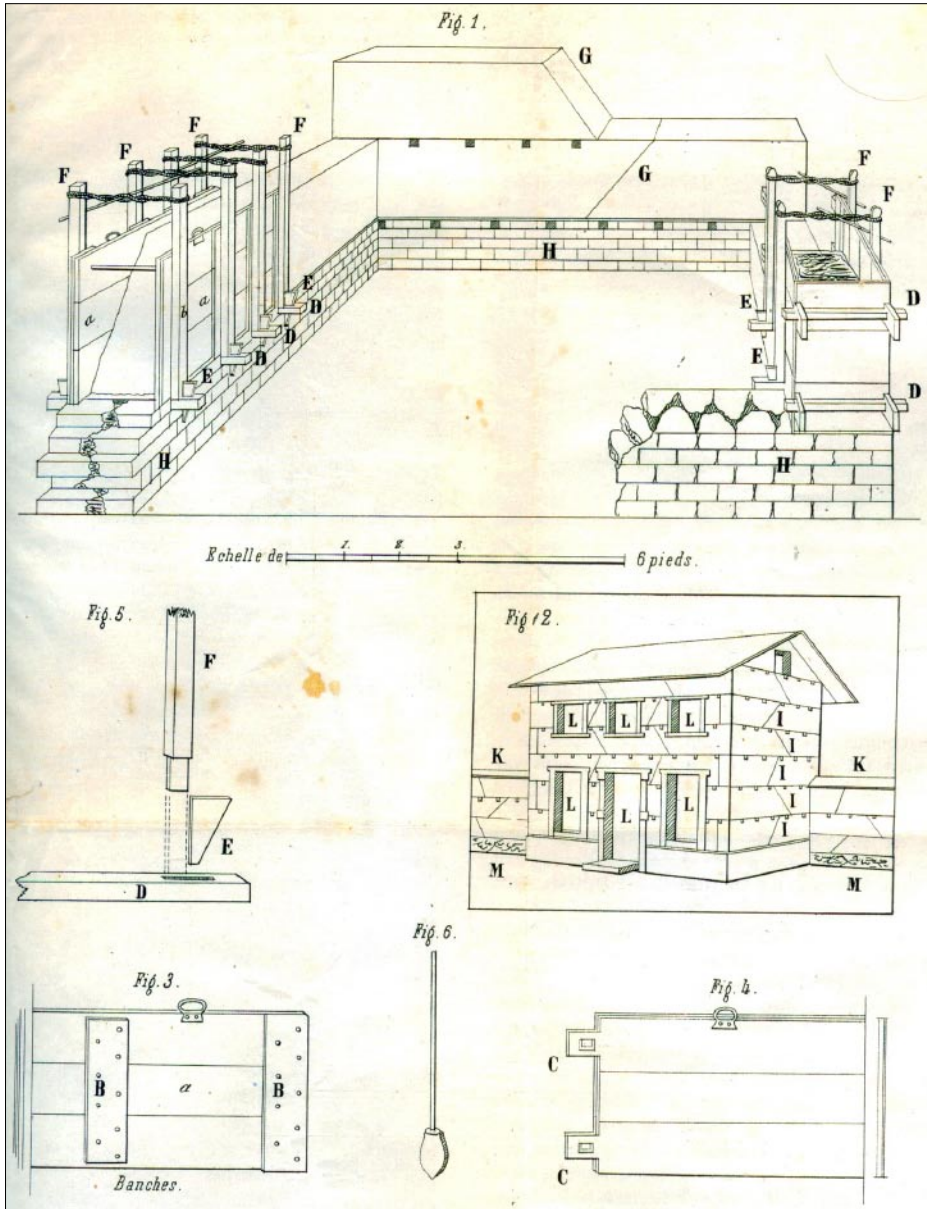 Fig. 1.
G
F F
F F
F
G
F
F
H
a b a
E D
D
D
E
E
E
D
D
H
H
Echelle de 1. 2. 3. 6 pieds.
Fig. 5.
F
E
D
Fig 12.
L L L
I
I
K K
I
L L L
I
I
M M
Fig. 6.
Fig. 3.
B a B
Banches.
Fig. 4.
C
C